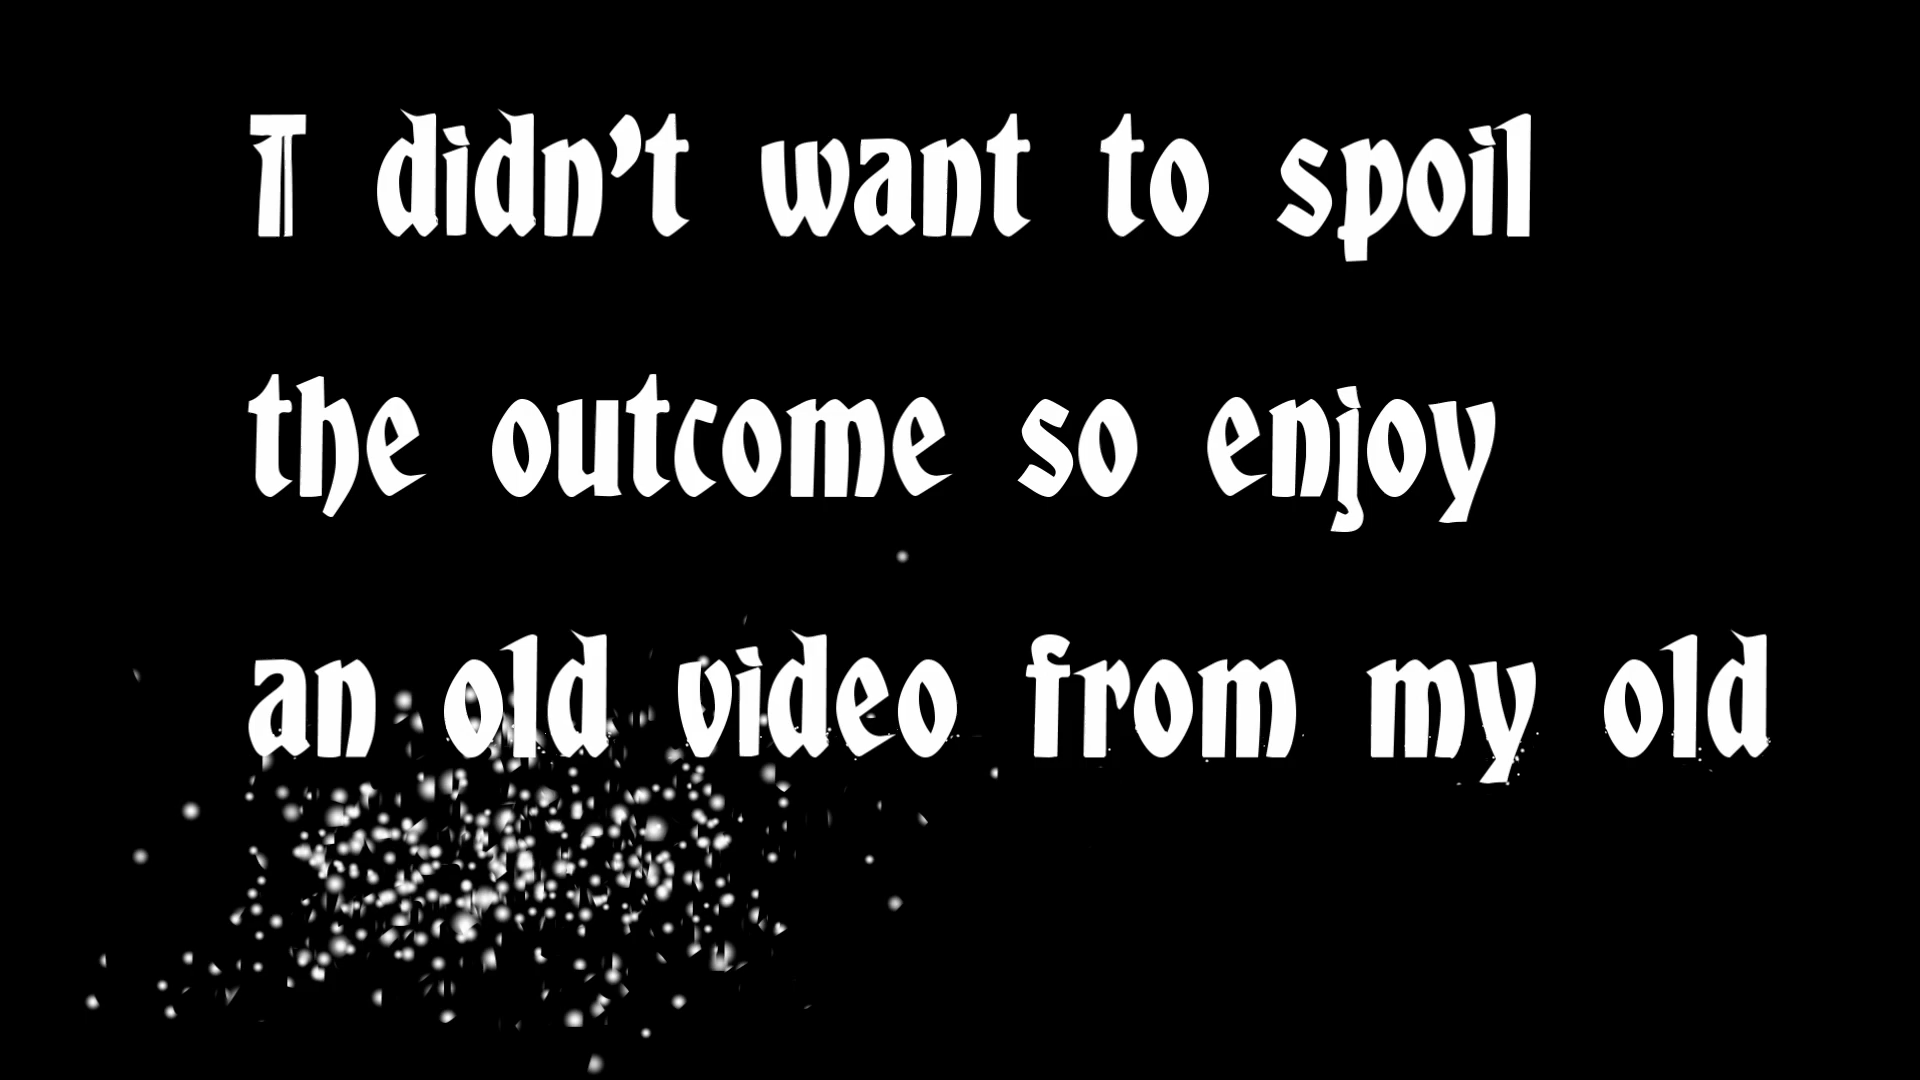 I didn't want to spoil
the outcome so enjoy
an old video from my old